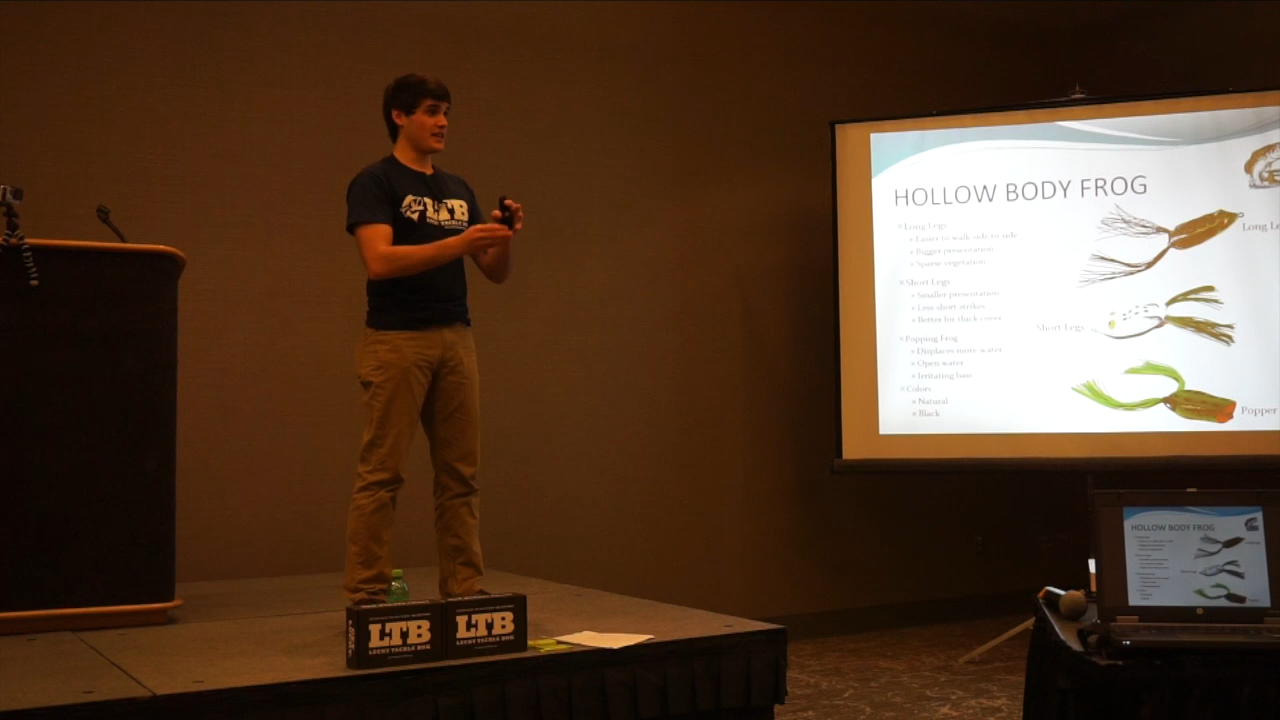 LTB
HOLLOW BODY FROG
Long Legs
Easier to walk side to side
Bigger presentation
Sparse vegetation
Short Legs
Smaller presentation
Less short strikes
Better for thick cover
Popping Frog
Displaces more water
Open water
Irritating bass
Colors
Natural
Black
Long Le
Short Legs
Popper
HOLLOW BODY FROG
LTB
LUCKY TACKLE BOX
LTB
LUCKY TACKLE BOX